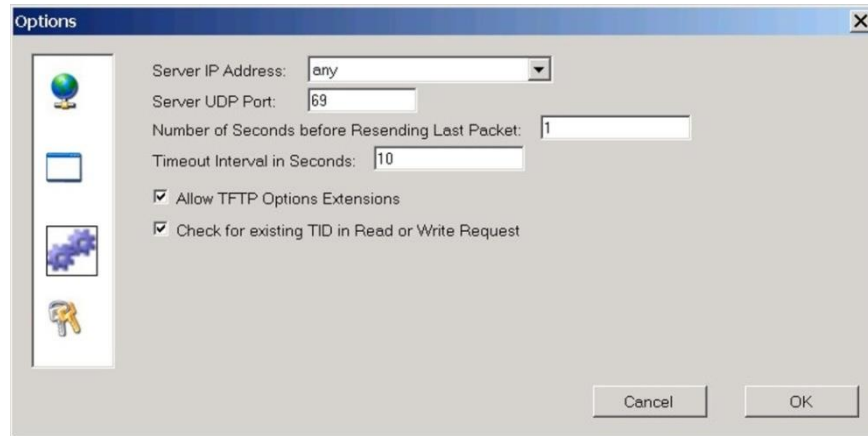 Options
Server IP Address: any
Server UDP Port: 69
Number of Seconds before Resending Last Packet: 1
Timeout Interval in Seconds: 10
Allow TFTP Options Extensions
Check for existing TID in Read or Write Request
Cancel OK